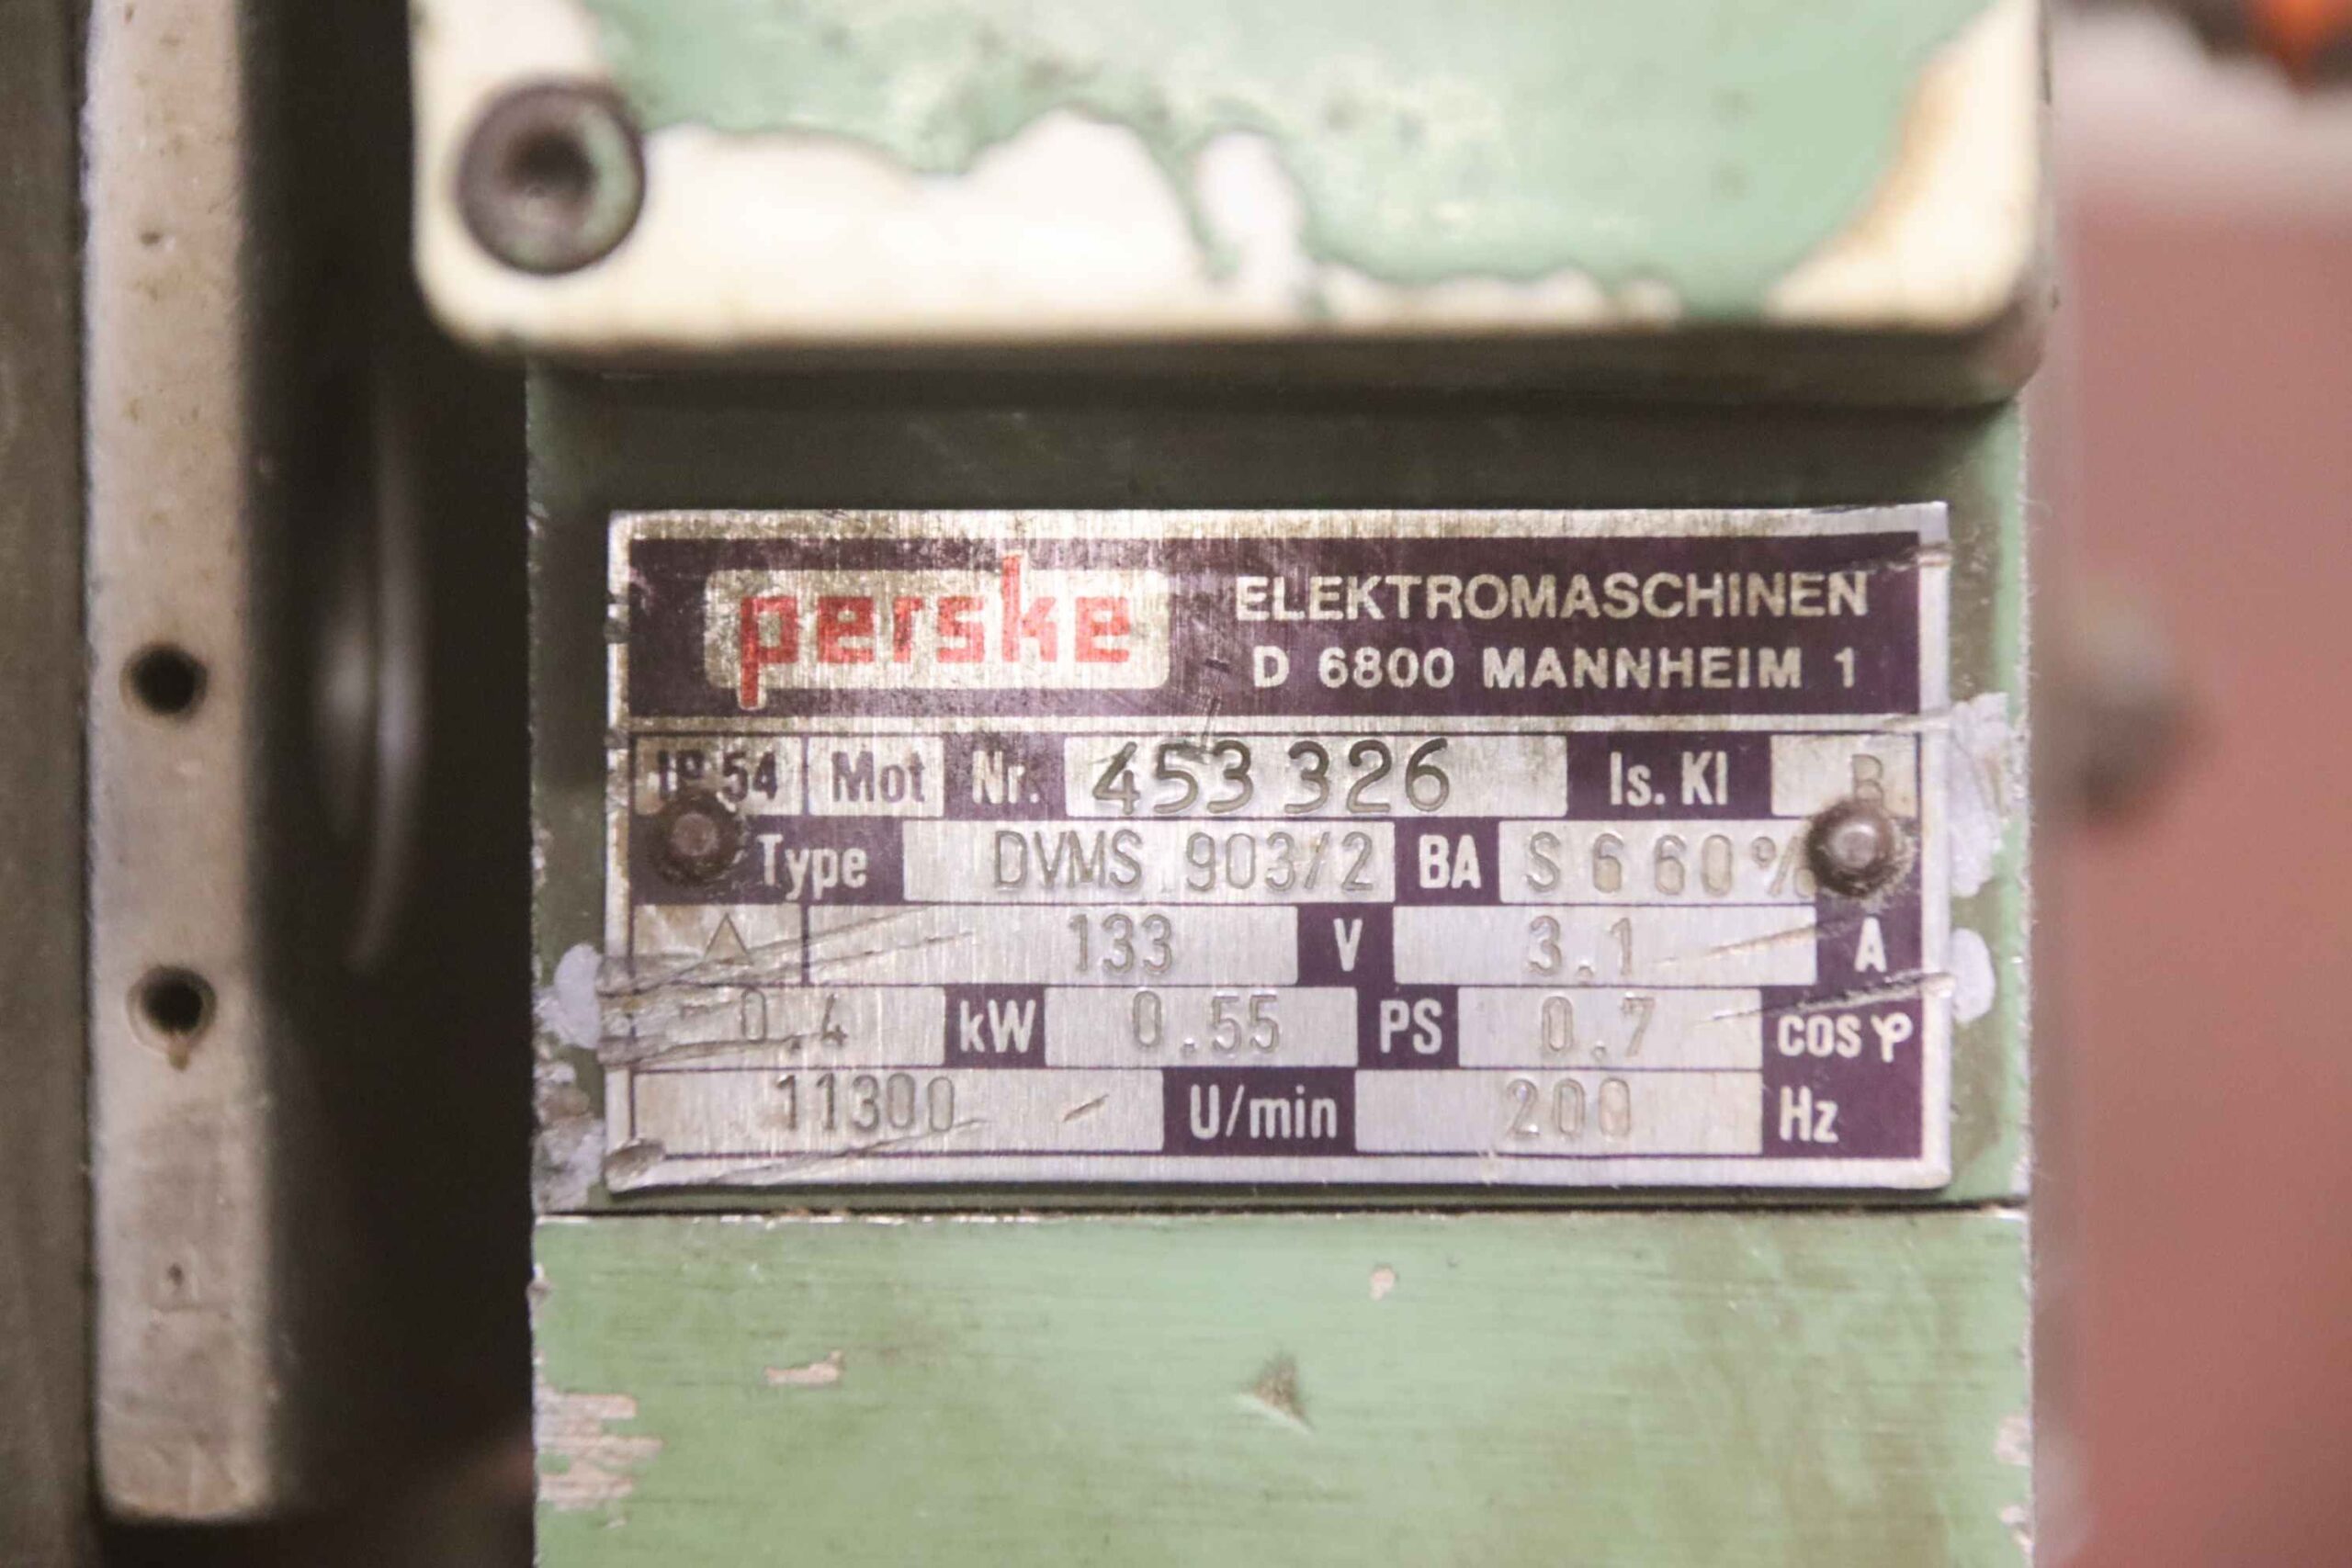 perske
ELEKTROMASCHINEN
D 6800 MANNHEIM 1
IP 54 Mot Nr. 453 326 Is. Kl B
Type DVMS 903/2 BA S 6 60%
△ 133 V 3.1 A
0.4 kW 0.55 PS 0.7 cos φ
11300 U/min 200 Hz